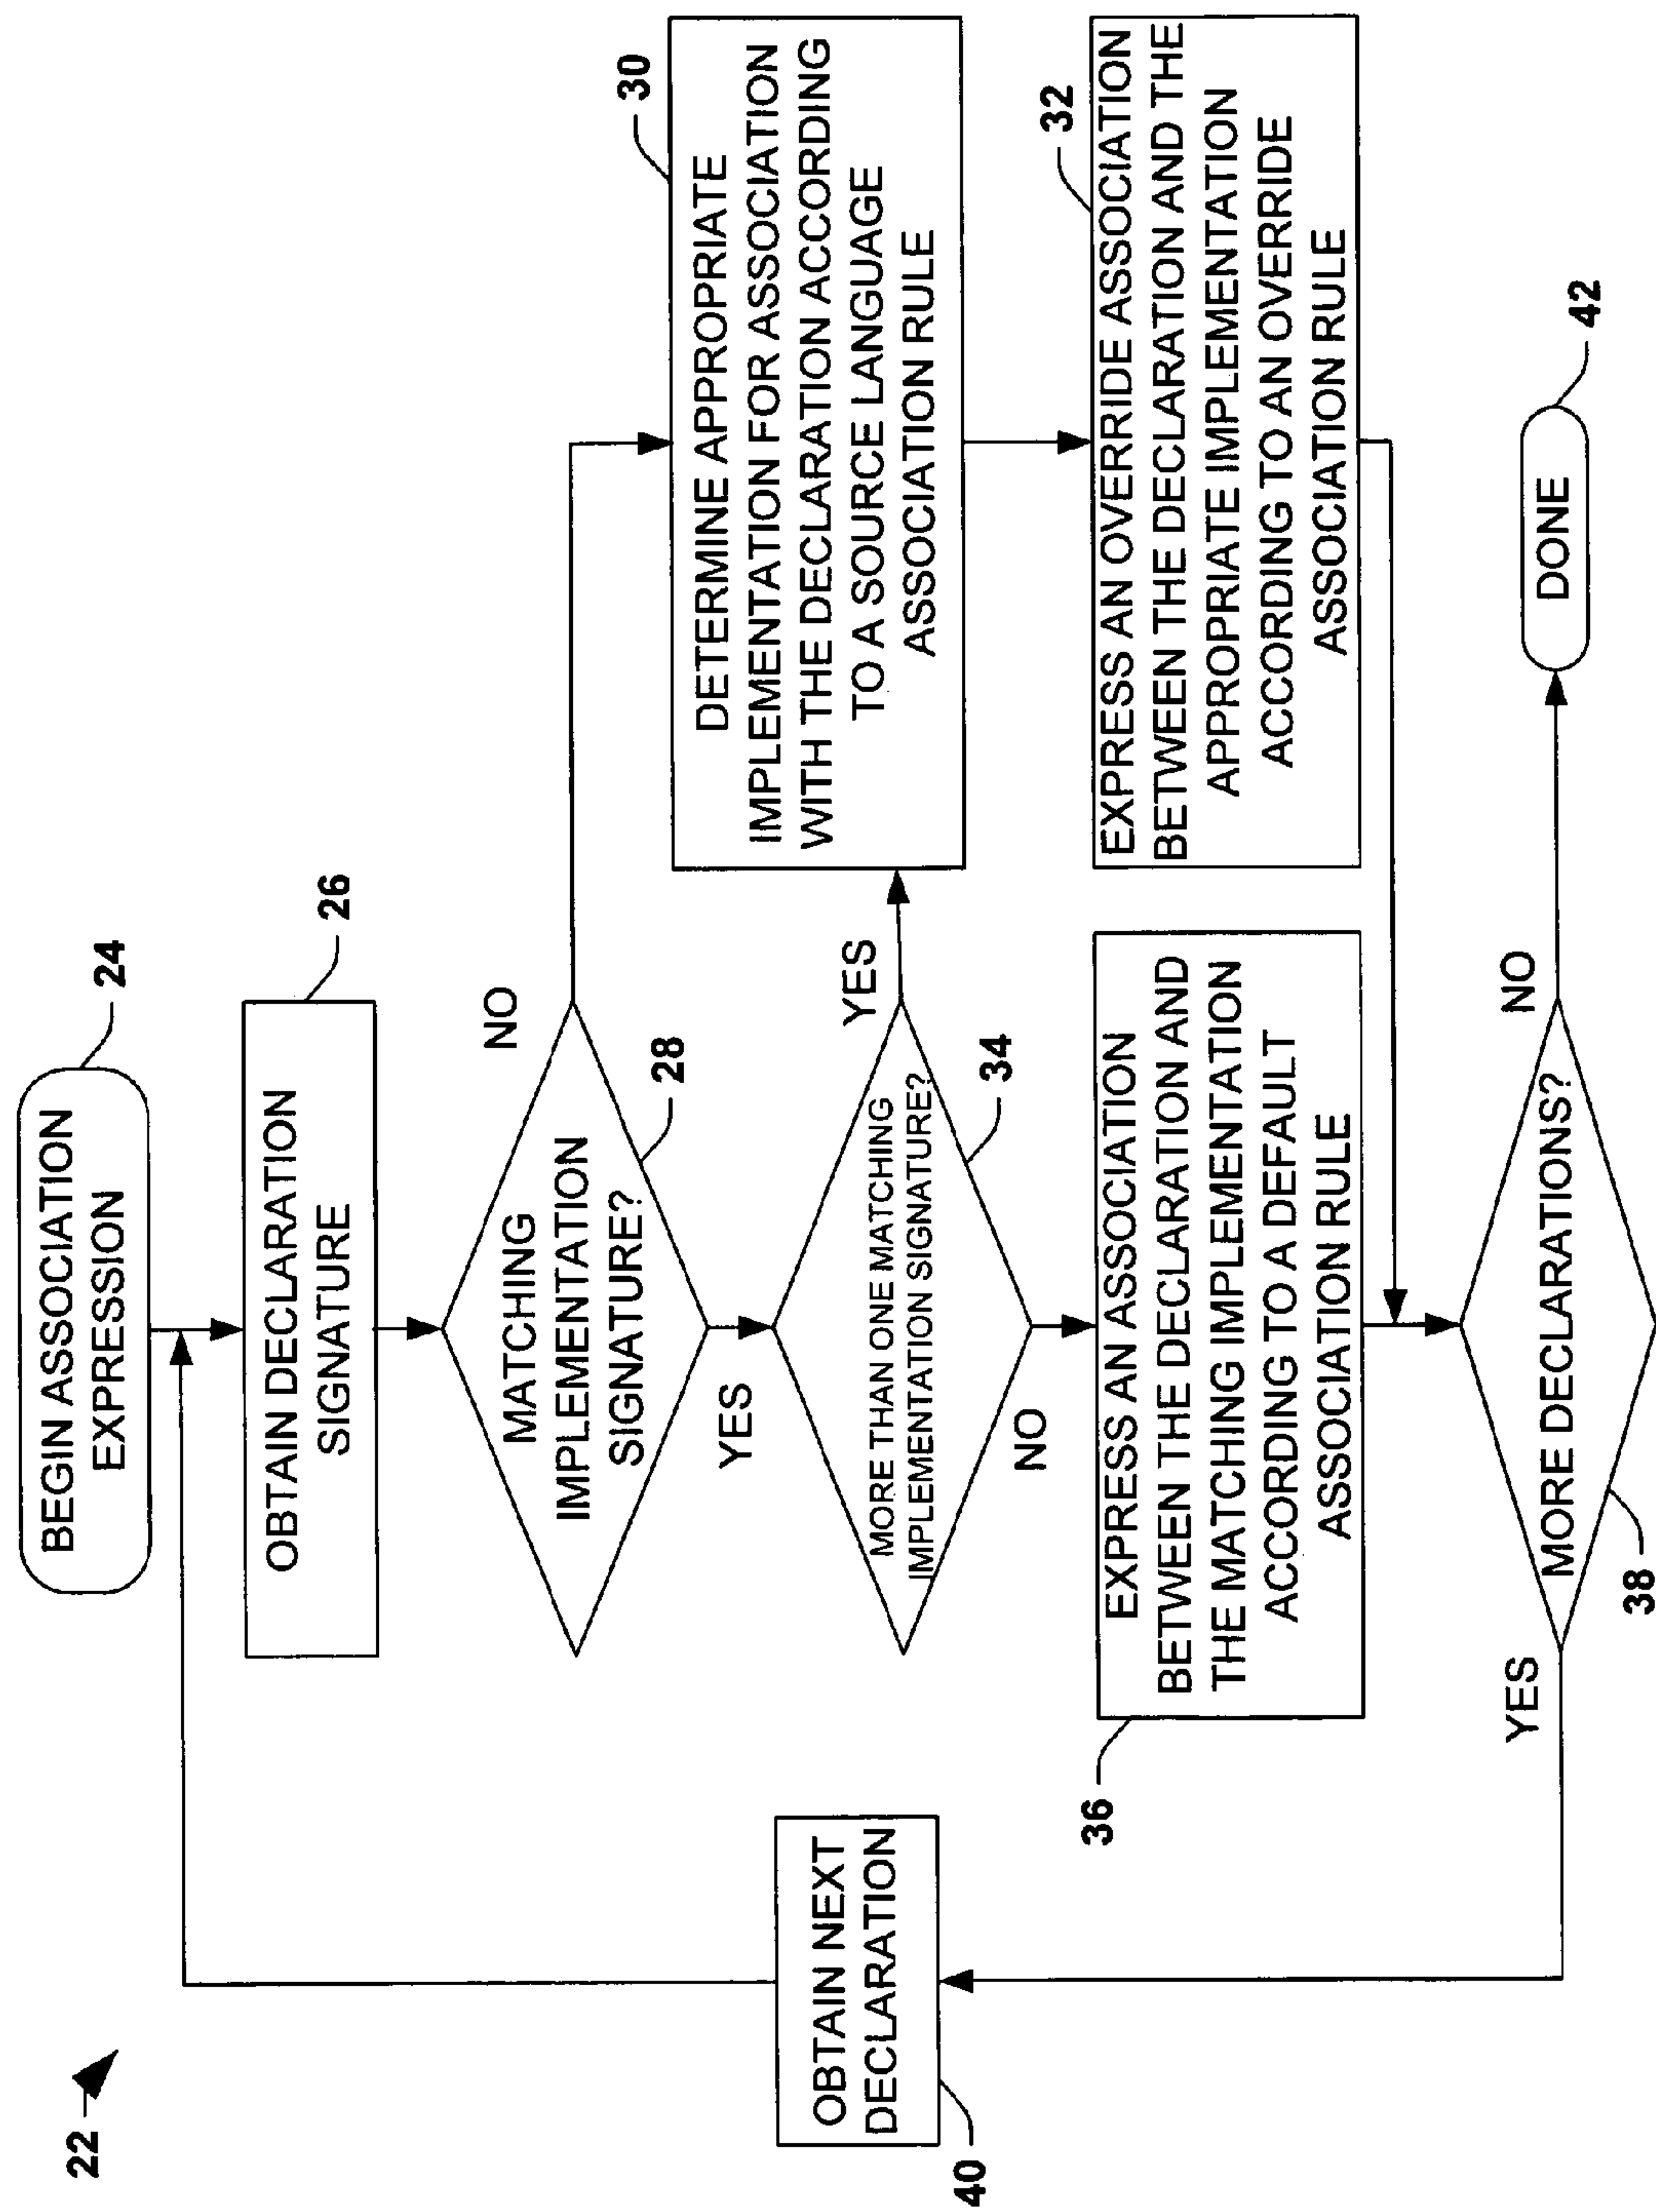 22
BEGIN ASSOCIATION
EXPRESSION
24
OBTAIN DECLARATION
SIGNATURE
26
MATCHING
IMPLEMENTATION
SIGNATURE?
28
NO
YES
DETERMINE APPROPRIATE
IMPLEMENTATION FOR ASSOCIATION
WITH THE DECLARATION ACCORDING
TO A SOURCE LANGUAGE
ASSOCIATION RULE
30
MORE THAN ONE MATCHING
IMPLEMENTATION SIGNATURE?
34
YES
NO
EXPRESS AN OVERRIDE ASSOCIATION
BETWEEN THE DECLARATION AND THE
APPROPRIATE IMPLEMENTATION
ACCORDING TO AN OVERRIDE
ASSOCIATION RULE
32
EXPRESS AN ASSOCIATION
BETWEEN THE DECLARATION AND
THE MATCHING IMPLEMENTATION
ACCORDING TO A DEFAULT
ASSOCIATION RULE
36
OBTAIN NEXT
DECLARATION
40
MORE DECLARATIONS?
38
YES
NO
DONE
42